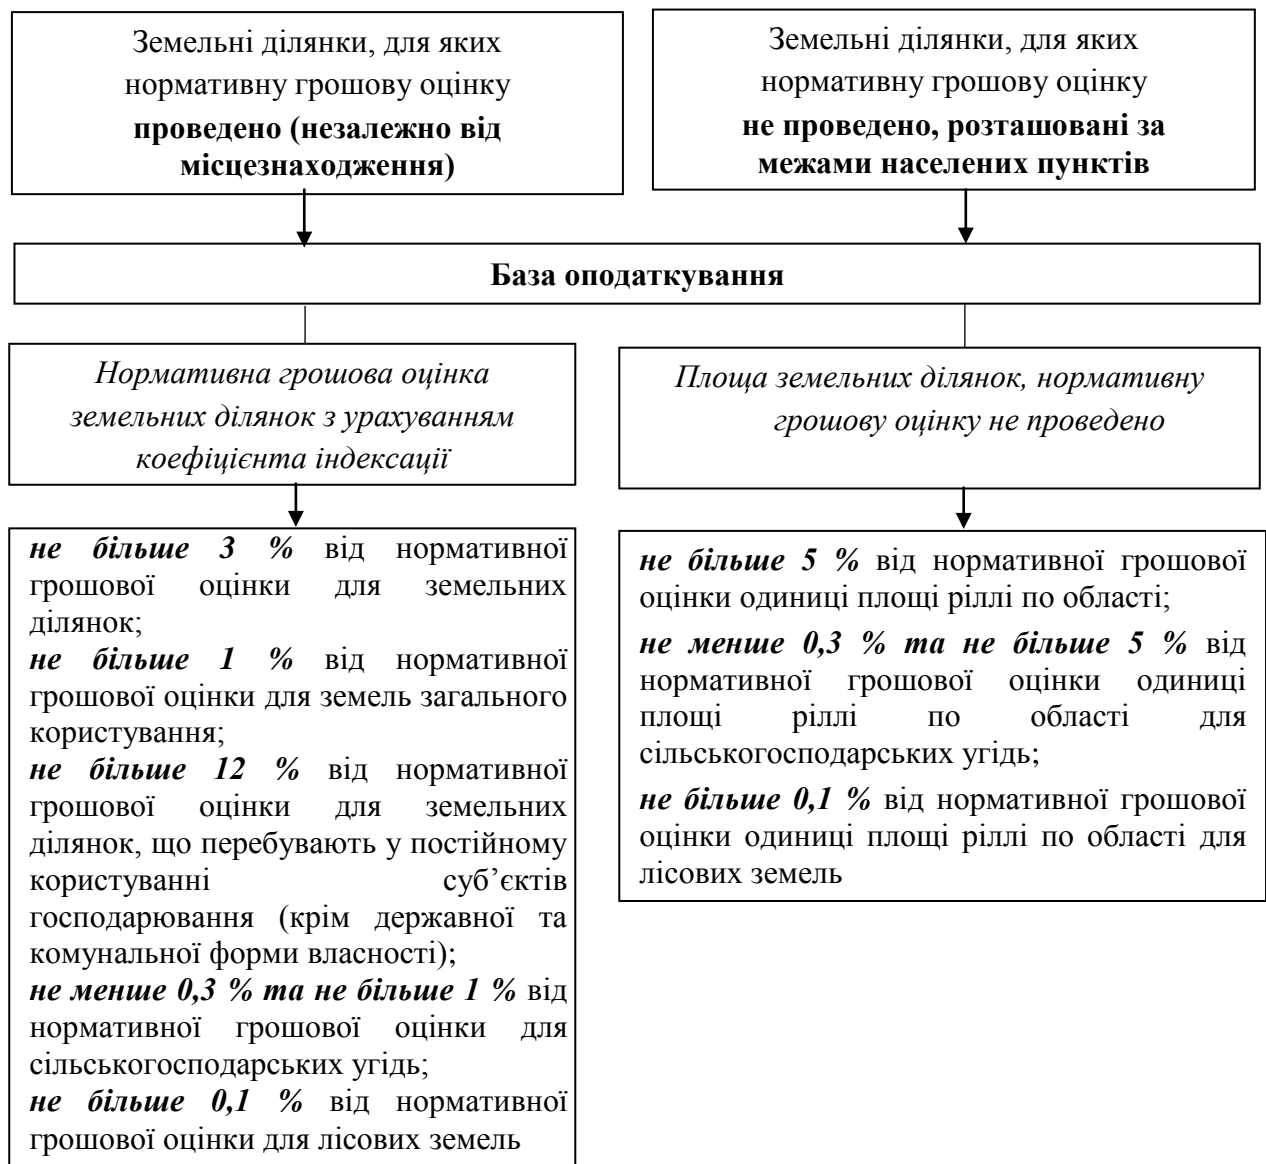 Земельні ділянки, для яких
нормативну грошову оцінку
проведено (незалежно від
місцезнаходження)
Земельні ділянки, для яких
нормативну грошову оцінку
не проведено, розташовані за
межами населених пунктів
База оподаткування
Нормативна грошова оцінка
земельних ділянок з урахуванням
коефіцієнта індексації
Площа земельних ділянок, нормативну
грошову оцінку не проведено
не більше 3 % від нормативної
грошової оцінки для земельних
ділянок;
не більше 1 % від нормативної
грошової оцінки для земель загального
користування;
не більше 12 % від нормативної
грошової оцінки для земельних
ділянок, що перебувають у постійному
користуванні суб’єктів
господарювання (крім державної та
комунальної форми власності);
не менше 0,3 % та не більше 1 % від
нормативної грошової оцінки для
сільськогосподарських угідь;
не більше 0,1 % від нормативної
грошової оцінки для лісових земель
не більше 5 % від нормативної грошової
оцінки одиниці площі ріллі по області;
не менше 0,3 % та не більше 5 % від
нормативної грошової оцінки одиниці
площі ріллі по області для
сільськогосподарських угідь;
не більше 0,1 % від нормативної грошової
оцінки одиниці площі ріллі по області для
лісових земель